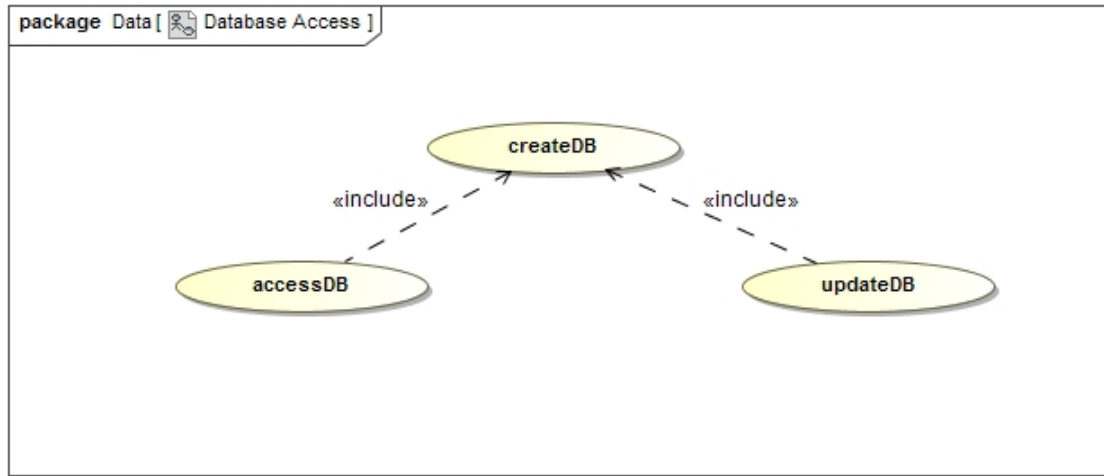 package Data [ Database Access ]
createDB
«include»
«include»
accessDB
updateDB